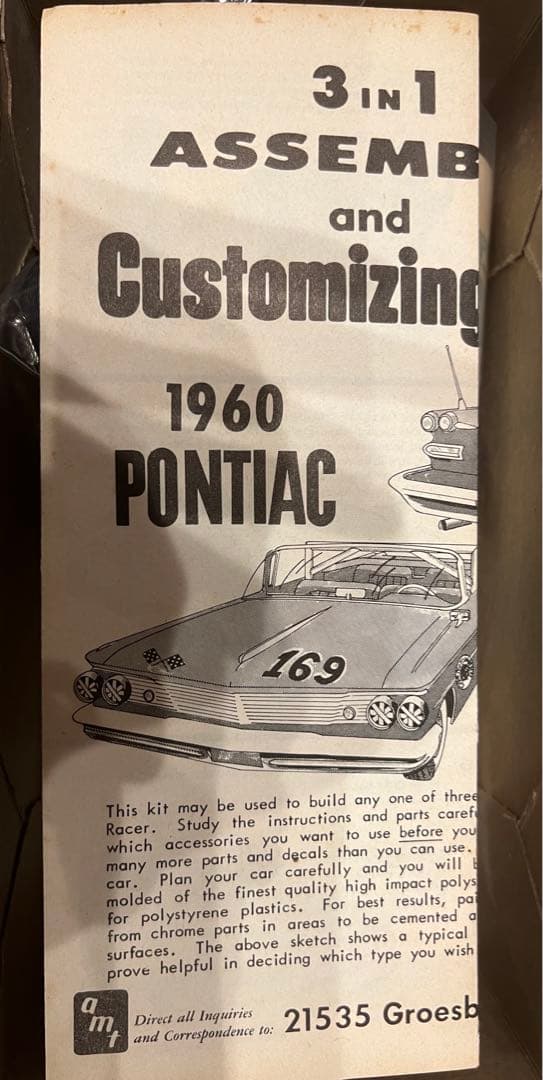 3 IN 1
ASSEMB
and
Customizing
1960
PONTIAC
169
This kit may be used to build any one of three
Racer. Study the instructions and parts caref
which accessories you want to use before you
many more parts and decals than you can use.
car. Plan your car carefully and you will b
molded of the finest quality high impact polys
for polystyrene plastics. For best results, pai
from chrome parts in areas to be cemented a
surfaces. The above sketch shows a typical
prove helpful in deciding which type you wish
amt
Direct all Inquiries
and Correspondence to:
21535 Groesb